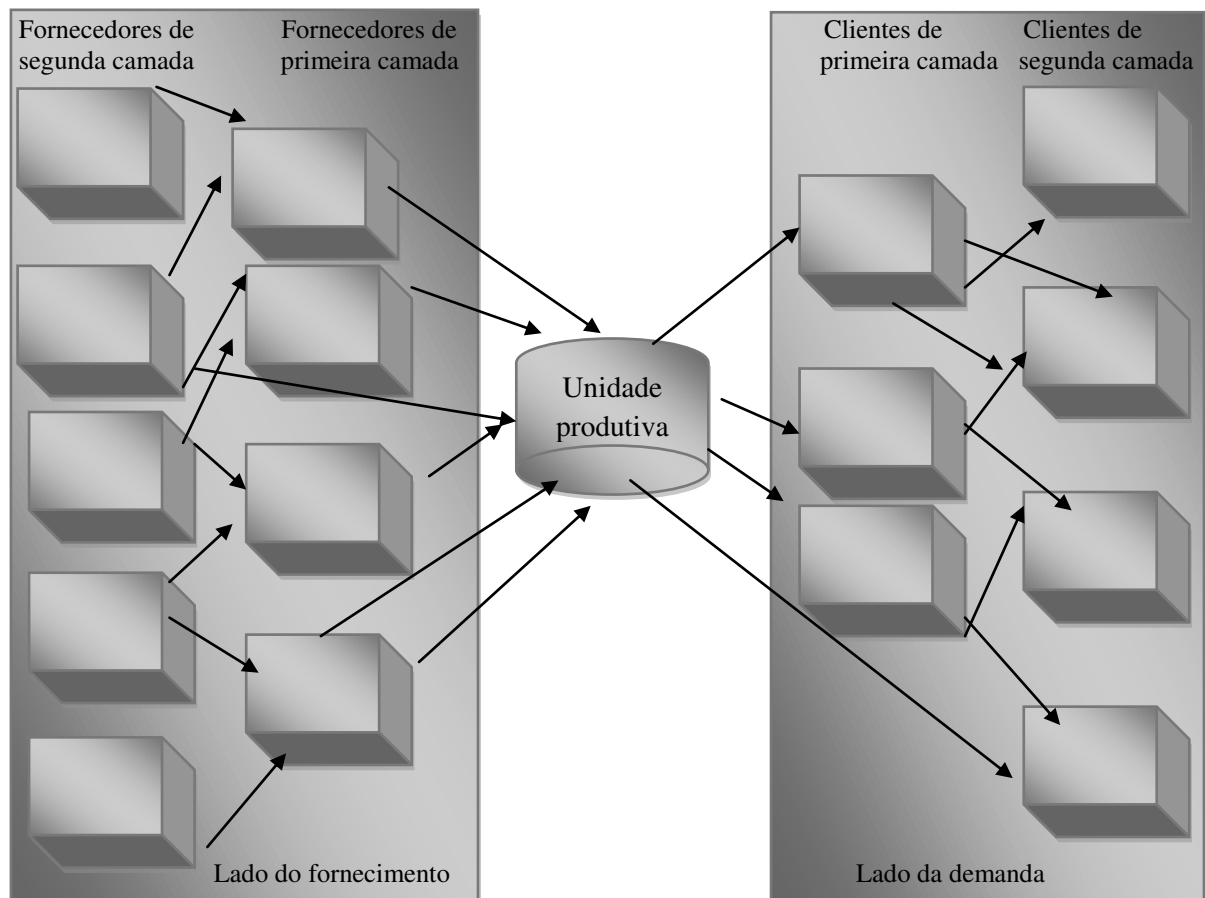 Fornecedores de
segunda camada
Fornecedores de
primeira camada
Clientes de
primeira camada
Clientes de
segunda camada
Unidade
produtiva
Lado do fornecimento
Lado da demanda